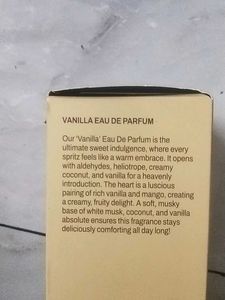 VANILLA EAU DE PARFUM
Our 'Vanilla' Eau De Parfum is the
ultimate sweet indulgence, where every
spritz feels like a warm embrace. It opens
with aldehydes, heliotrope, creamy
coconut, and vanilla for a heavenly
introduction. The heart is a luscious
pairing of rich vanilla and mango, creating
a creamy, fruity delight. A soft, musky
base of white musk, coconut, and vanilla
absolute ensures this fragrance stays
deliciously comforting all day long!